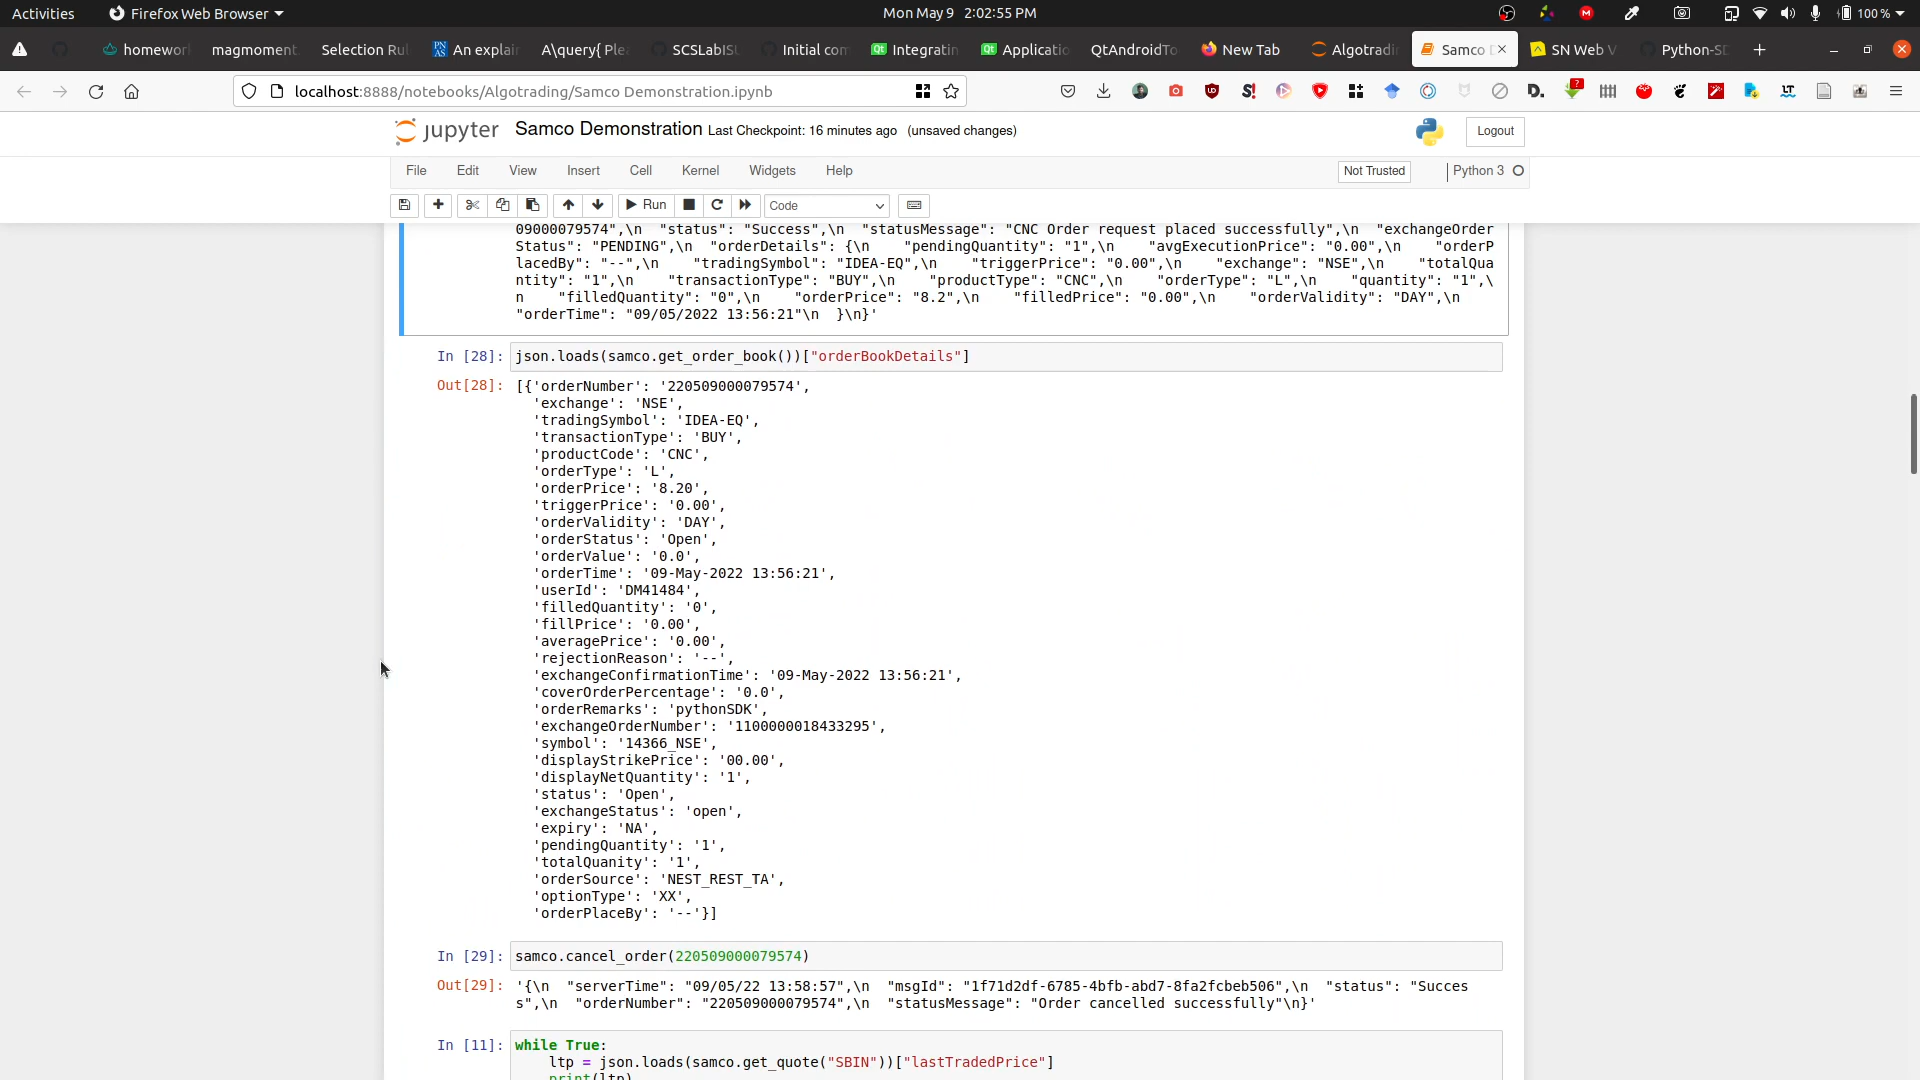 Activities
Firefox Web Browser
Mon May 9 2:02:55 PM
100 %
homewor
magmoment
Selection Rul
An explai
A\query{ Ple
SCSLabISU
Initial com
Integratin
Applicatio
QtAndroidTo
New Tab
Algotradi
Samco D
SN Web V
Python-SD
localhost:8888/notebooks/Algotrading/Samco Demonstration.ipynb
jupyter
Samco Demonstration
Last Checkpoint: 16 minutes ago (unsaved changes)
Logout
File
Edit
View
Insert
Cell
Kernel
Widgets
Help
Not Trusted
Python 3
Run
Code
09000079574",\n  "status": "Success",\n  "statusMessage": "CNC Order request placed successfully",\n  "exchangeOrder
Status": "PENDING",\n  "orderDetails": {\n    "pendingQuantity": "1",\n    "avgExecutionPrice": "0.00",\n    "orderP
lacedBy": "--",\n    "tradingSymbol": "IDEA-EQ",\n    "triggerPrice": "0.00",\n    "exchange": "NSE",\n    "totalQua
ntity": "1",\n    "transactionType": "BUY",\n    "productType": "CNC",\n    "orderType": "L",\n    "quantity": "1",\
n    "filledQuantity": "0",\n    "orderPrice": "8.2",\n    "filledPrice": "0.00",\n    "orderValidity": "DAY",\n
"orderTime": "09/05/2022 13:56:21"\n  }\n}'
In [28]: json.loads(samco.get_order_book())["orderBookDetails"]
Out[28]: [{'orderNumber': '220509000079574',
'exchange': 'NSE',
'tradingSymbol': 'IDEA-EQ',
'transactionType': 'BUY',
'productCode': 'CNC',
'orderType': 'L',
'orderPrice': '8.20',
'triggerPrice': '0.00',
'orderValidity': 'DAY',
'orderStatus': 'Open',
'orderValue': '0.0',
'orderTime': '09-May-2022 13:56:21',
'userId': 'DM41484',
'filledQuantity': '0',
'fillPrice': '0.00',
'averagePrice': '0.00',
'rejectionReason': '--',
'exchangeConfirmationTime': '09-May-2022 13:56:21',
'coverOrderPercentage': '0.0',
'orderRemarks': 'pythonSDK',
'exchangeOrderNumber': '1100000018433295',
'symbol': '14366_NSE',
'displayStrikePrice': '00.00',
'displayNetQuantity': '1',
'status': 'Open',
'exchangeStatus': 'open',
'expiry': 'NA',
'pendingQuantity': '1',
'totalQuanity': '1',
'orderSource': 'NEST_REST_TA',
'optionType': 'XX',
'orderPlaceBy': '--'}]
In [29]: samco.cancel_order(220509000079574)
Out[29]: '{\n  "serverTime": "09/05/22 13:58:57",\n  "msgId": "1f71d2df-6785-4bfb-abd7-8fa2fcbeb506",\n  "status": "Succes
s",\n  "orderNumber": "220509000079574",\n  "statusMessage": "Order cancelled successfully"\n}'
In [11]: while True:
ltp = json.loads(samco.get_quote("SBIN"))["lastTradedPrice"]
print(ltp)